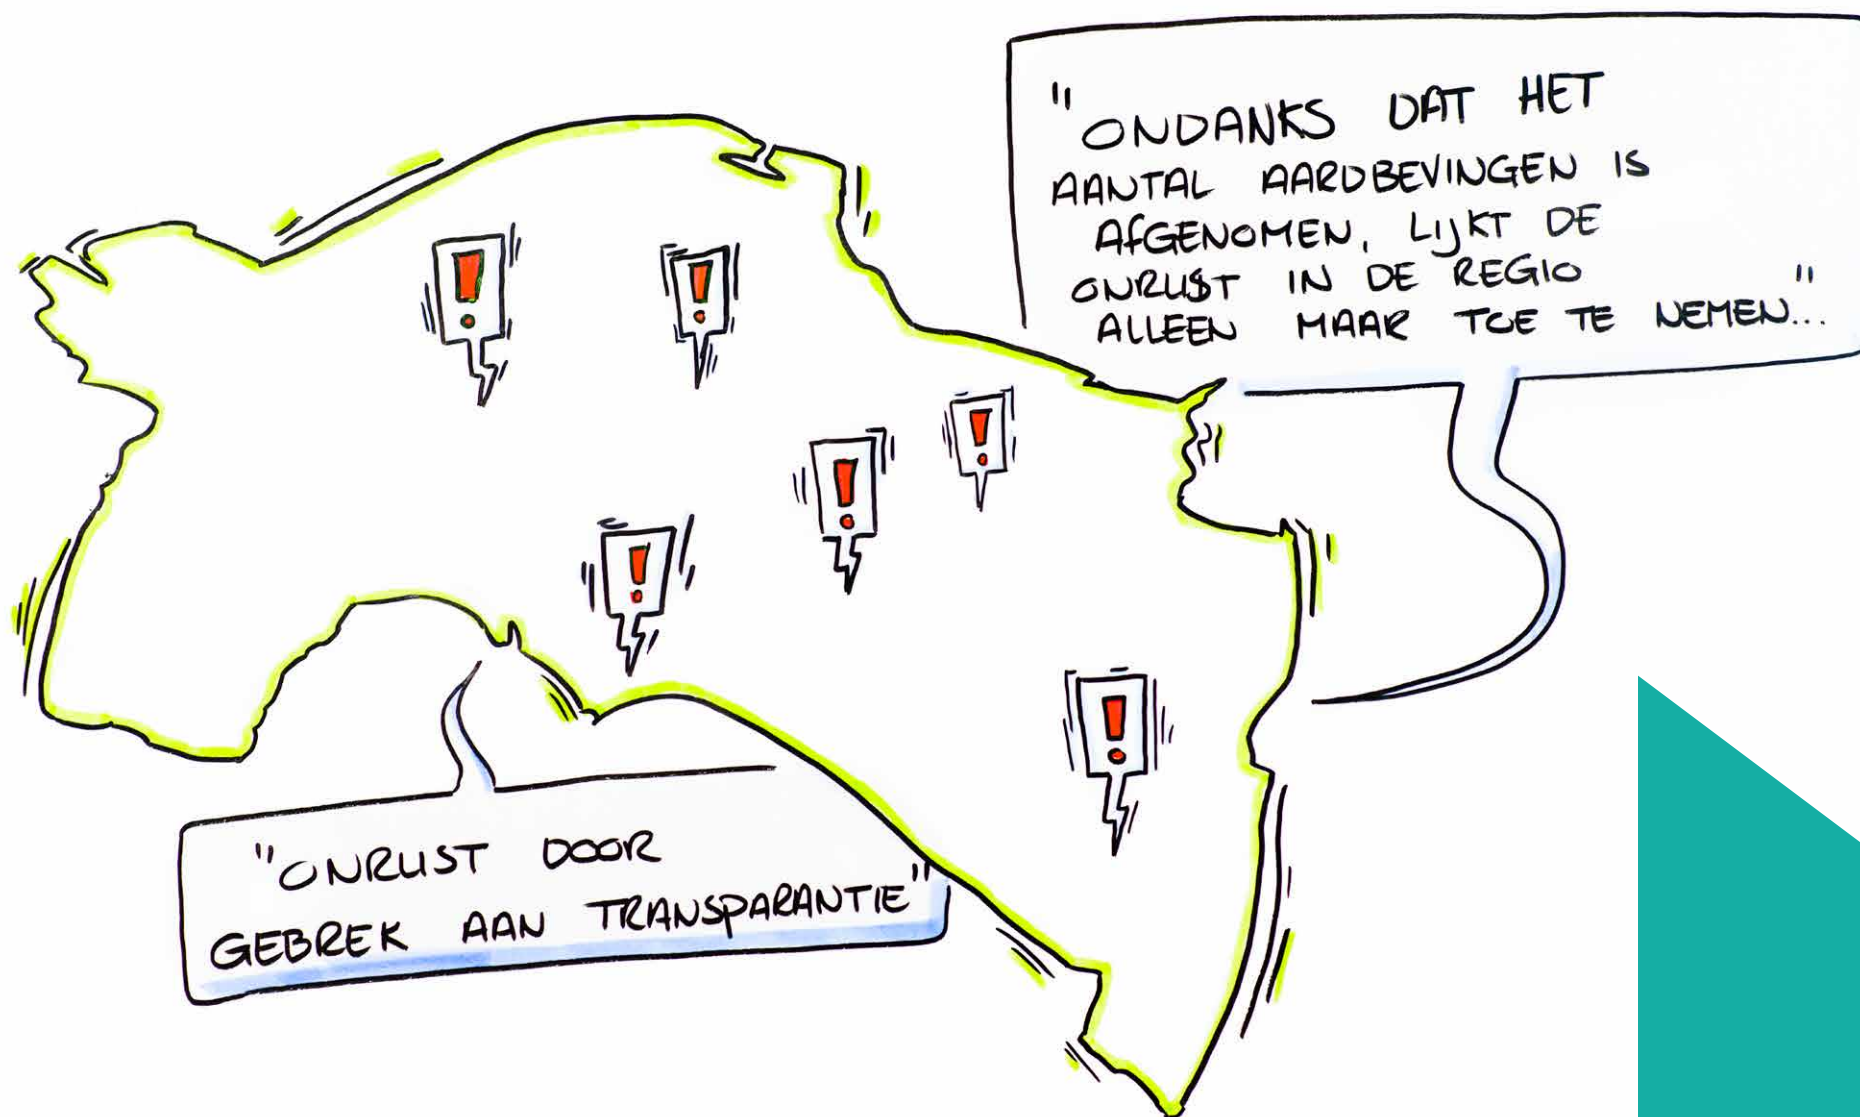 "ONDANKS DAT HET
AANTAL AARDBEVINGEN IS
AFGENOMEN, LIJKT DE
ONRUST IN DE REGIO
ALLEEN MAAR TOE TE NEMEN..."
"ONRUST DOOR
GEBREK AAN TRANSPARANTIE"